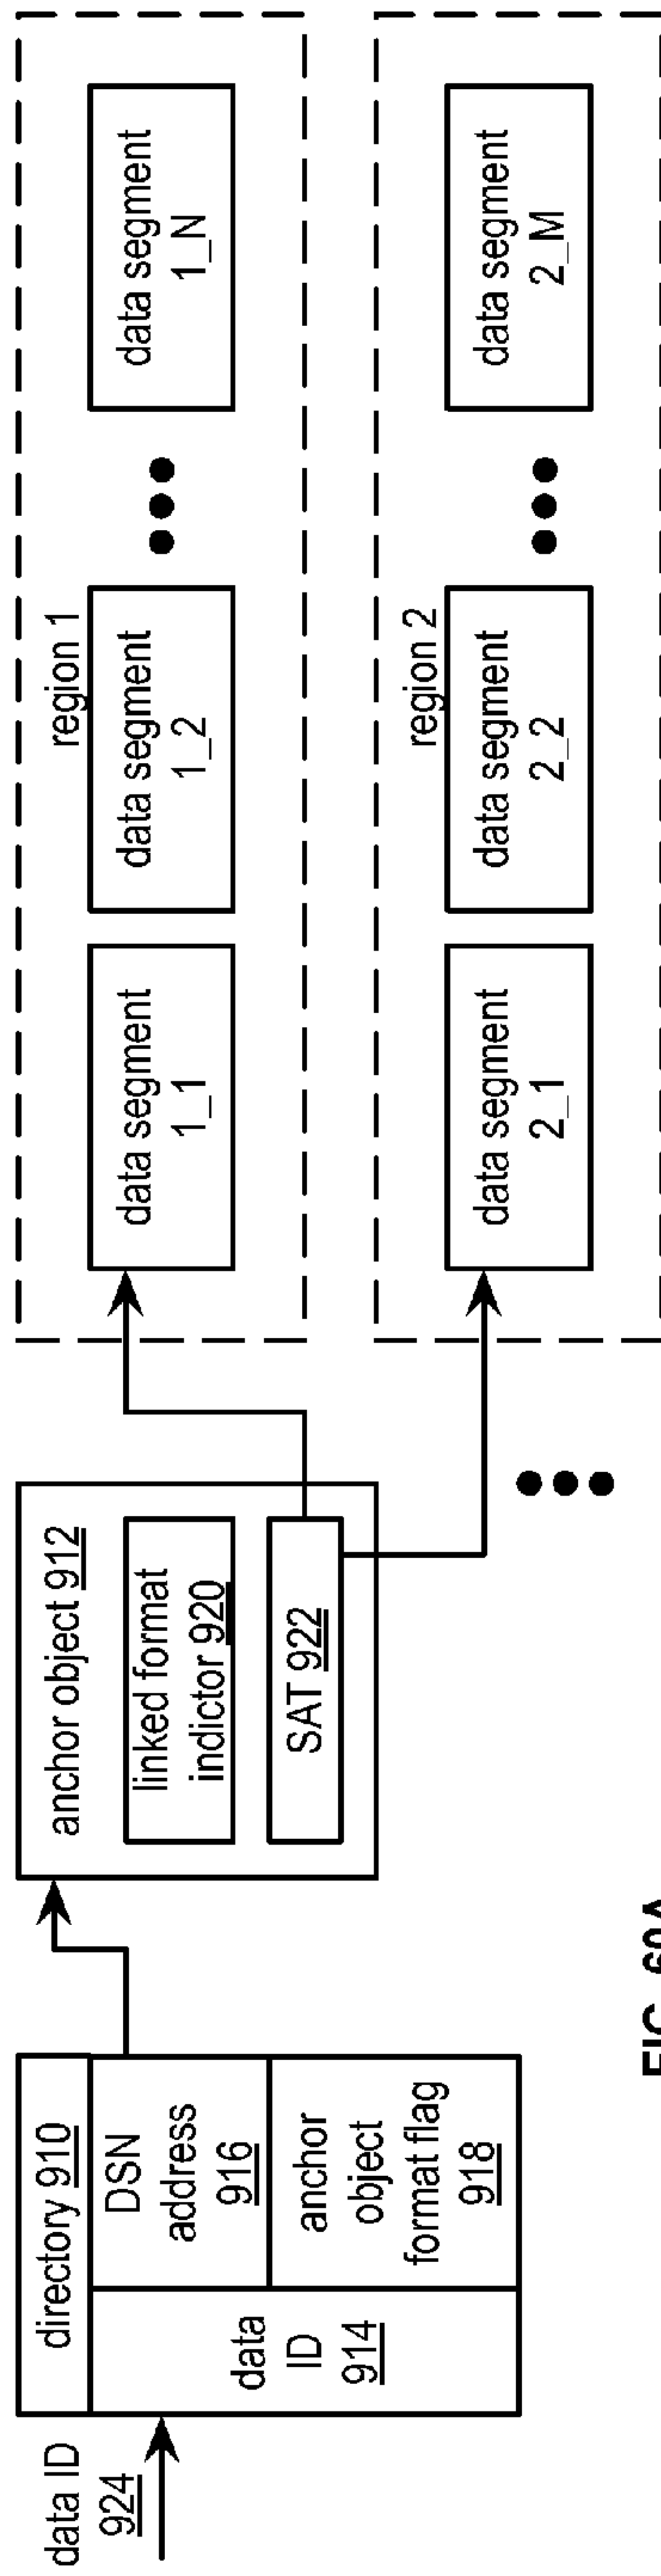 data ID
924
directory 910
data
ID
914
DSN
address
916
anchor
object
format flag
918
anchor object 912
linked format
indictor 920
SAT 922
region 1
data segment
1_1
data segment
1_2
data segment
1_N
region 2
data segment
2_1
data segment
2_2
data segment
2_M
FIG.